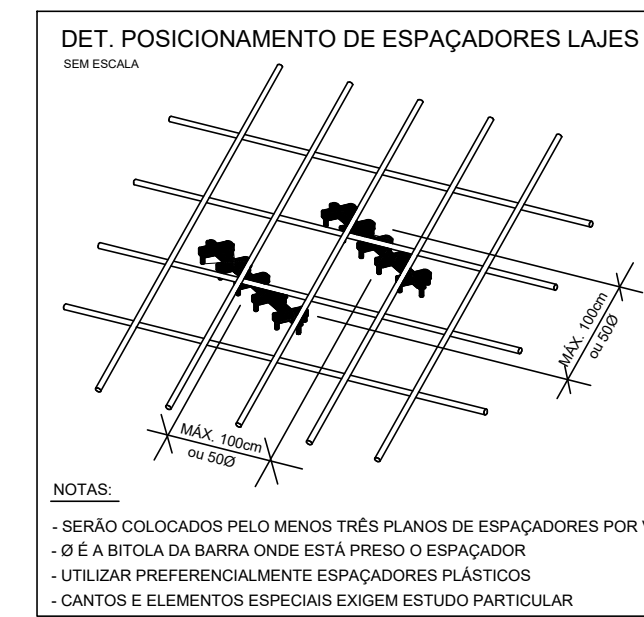 DET. POSICIONAMENTO DE ESPAÇADORES LAJES
SEM ESCALA
MÁX. 100cm
ou 50Ø
MÁX. 100cm
ou 50Ø
NOTAS:
- SERÃO COLOCADOS PELO MENOS TRÊS PLANOS DE ESPAÇADORES POR
- Ø É A BITOLA DA BARRA ONDE ESTÁ PRESO O ESPAÇADOR
- UTILIZAR PREFERENCIALMENTE ESPAÇADORES PLÁSTICOS
- CANTOS E ELEMENTOS ESPECIAIS EXIGEM ESTUDO PARTICULAR